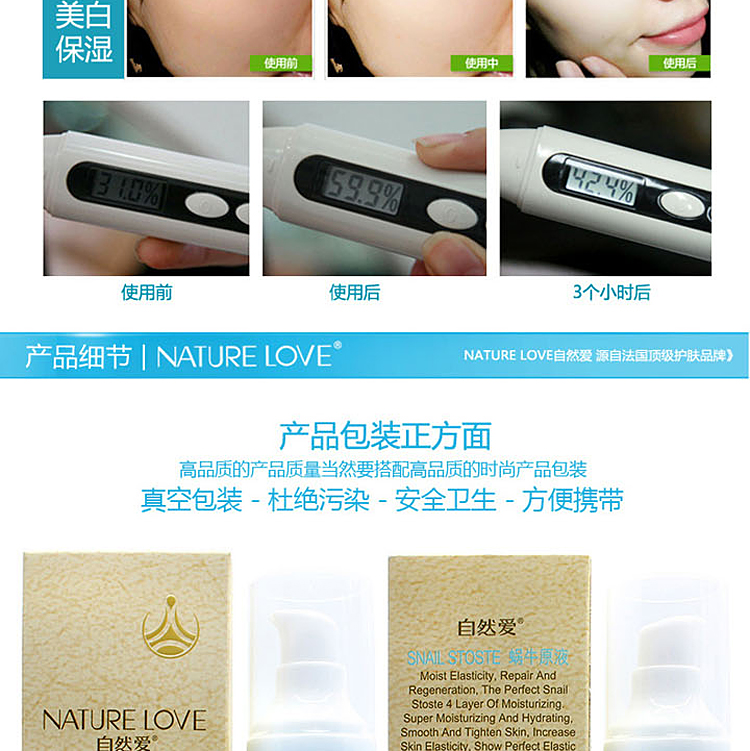 美白
保湿
使用前
使用中
使用后
31.0%
59.9%
42.4%
使用前
使用后
3个小时后
产品细节 | NATURE LOVE®
NATURE LOVE自然爱 源自法国顶级护肤品牌》
产品包装正方面
高品质的产品质量当然要搭配高品质的时尚产品包装
真空包装 - 杜绝污染 - 安全卫生 - 方便携带
NATURE LOVE
自然爱®
自然爱®
SNAIL STOSTE 蜗牛原液
Moist Elasticity, Repair And
Regeneration, The Perfect Snail
Stoste 4 Layer Of Moisturizing.
Super Moisturizing And Hydrating,
Smooth And Tighten Skin, Increase
Skin Elasticity, Show Perfect Elastic